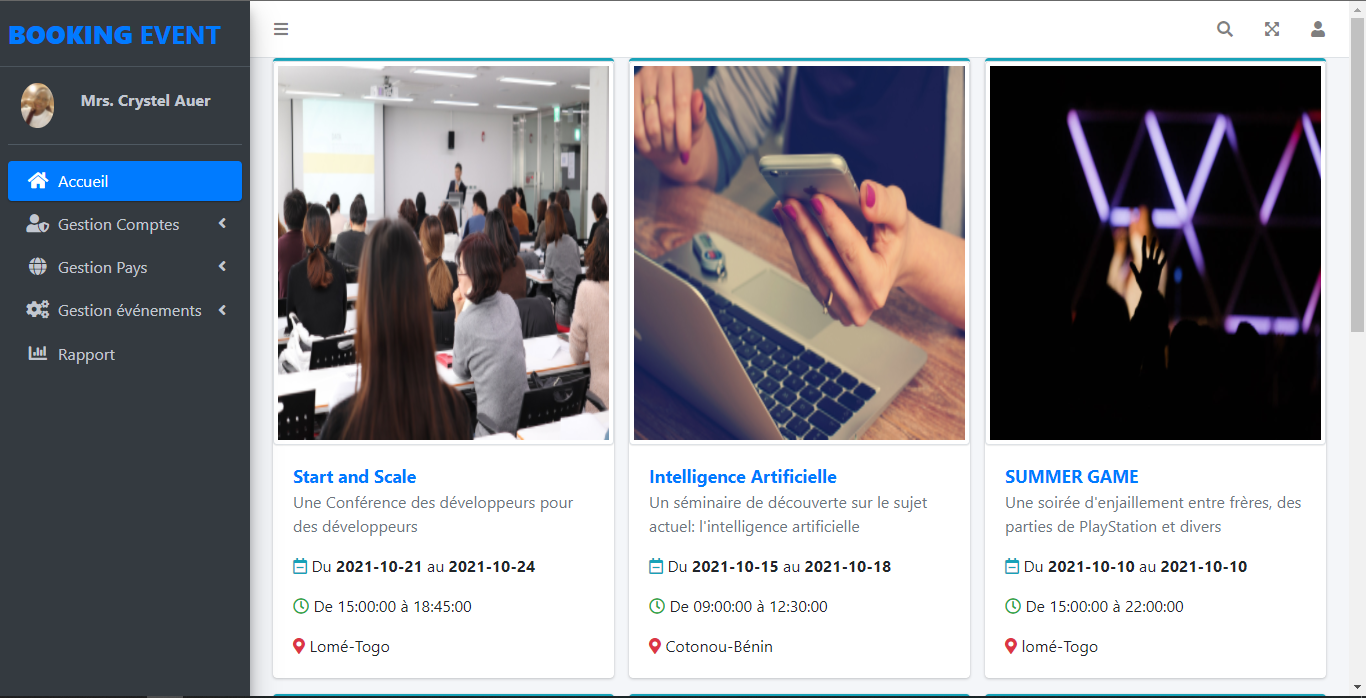 BOOKING EVENT
Mrs. Crystel Auer
Accueil
Gestion Comptes
Gestion Pays
Gestion événements
Rapport
Start and Scale
Une Conférence des développeurs pour
des développeurs
Du 2021-10-21 au 2021-10-24
De 15:00:00 à 18:45:00
Lomé-Togo
Intelligence Artificielle
Un séminaire de découverte sur le sujet
actuel: l'intelligence artificielle
Du 2021-10-15 au 2021-10-18
De 09:00:00 à 12:30:00
Cotonou-Bénin
SUMMER GAME
Une soirée d'enjaillement entre frères, des
parties de PlayStation et divers
Du 2021-10-10 au 2021-10-10
De 15:00:00 à 22:00:00
lomé-Togo